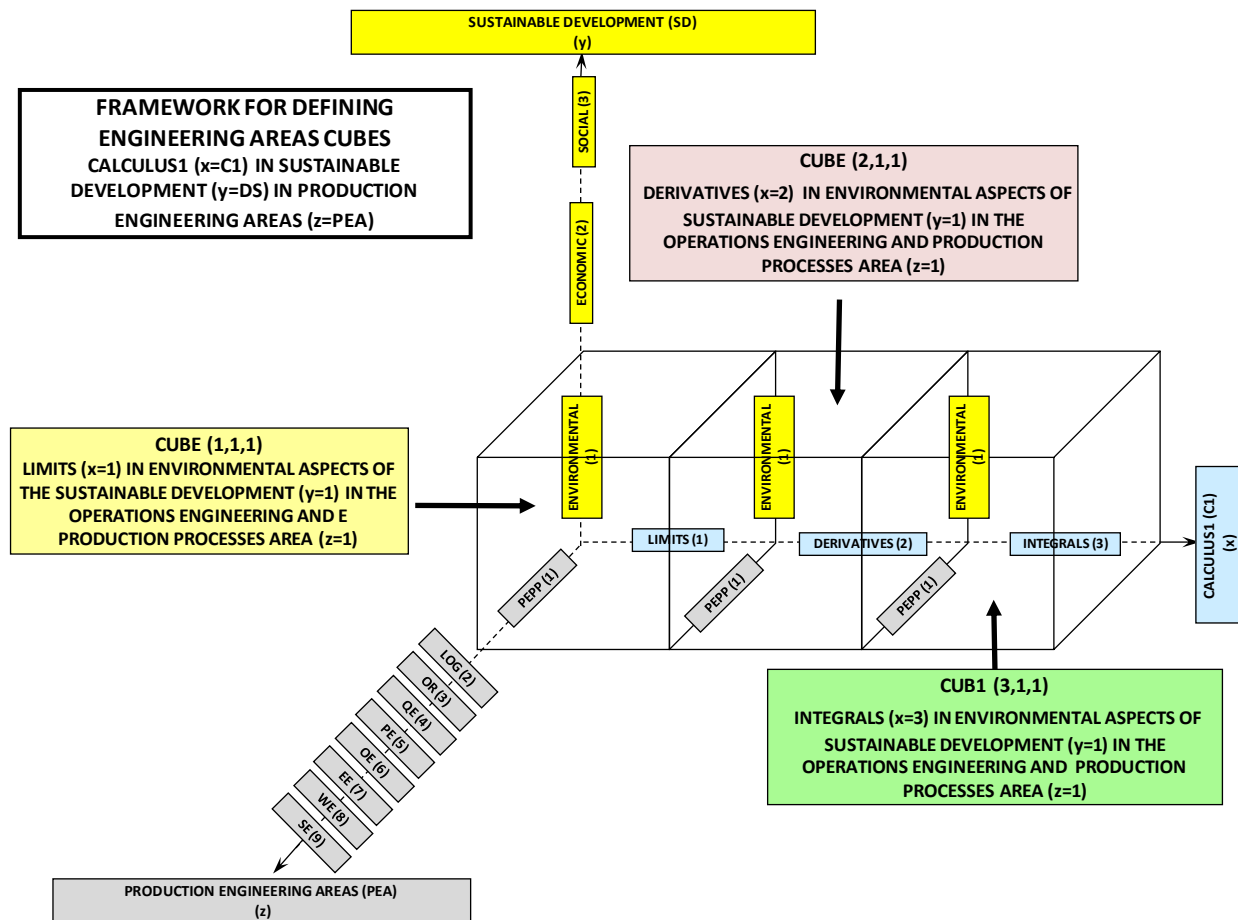 SUSTAINABLE DEVELOPMENT (SD)
(y)
FRAMEWORK FOR DEFINING
ENGINEERING AREAS CUBES
CALCULUS1 (x=C1) IN SUSTAINABLE
DEVELOPMENT (y=DS) IN PRODUCTION
ENGINEERING AREAS (z=PEA)
SOCIAL (3)
ECONOMIC (2)
CUBE (2,1,1)
DERIVATIVES (x=2) IN ENVIRONMENTAL ASPECTS OF
SUSTAINABLE DEVELOPMENT (y=1) IN THE
OPERATIONS ENGINEERING AND PRODUCTION
PROCESSES AREA (z=1)
CUBE (1,1,1)
LIMITS (x=1) IN ENVIRONMENTAL ASPECTS OF
THE SUSTAINABLE DEVELOPMENT (y=1) IN THE
OPERATIONS ENGINEERING AND E
PRODUCTION PROCESSES AREA (z=1)
ENVIRONMENTAL
(1)
ENVIRONMENTAL
(1)
ENVIRONMENTAL
(1)
LIMITS (1)
DERIVATIVES (2)
INTEGRALS (3)
CALCULUS1 (C1)
(x)
PEPP (1)
PEPP (1)
PEPP (1)
LOG (2)
OR (3)
QE (4)
PE (5)
OE (6)
EE (7)
WE (8)
SE (9)
CUB1 (3,1,1)
INTEGRALS (x=3) IN ENVIRONMENTAL ASPECTS OF
SUSTAINABLE DEVELOPMENT (y=1) IN THE
OPERATIONS ENGINEERING AND PRODUCTION
PROCESSES AREA (z=1)
PRODUCTION ENGINEERING AREAS (PEA)
(z)